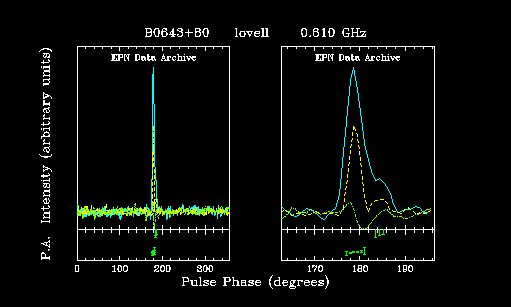 B0643+80 lovell 0.610 GHz
EPN Data Archive EPN Data Archive
P.A. Intensity (arbitrary units)
0 100 200 300 170 180 190
Pulse Phase (degrees)